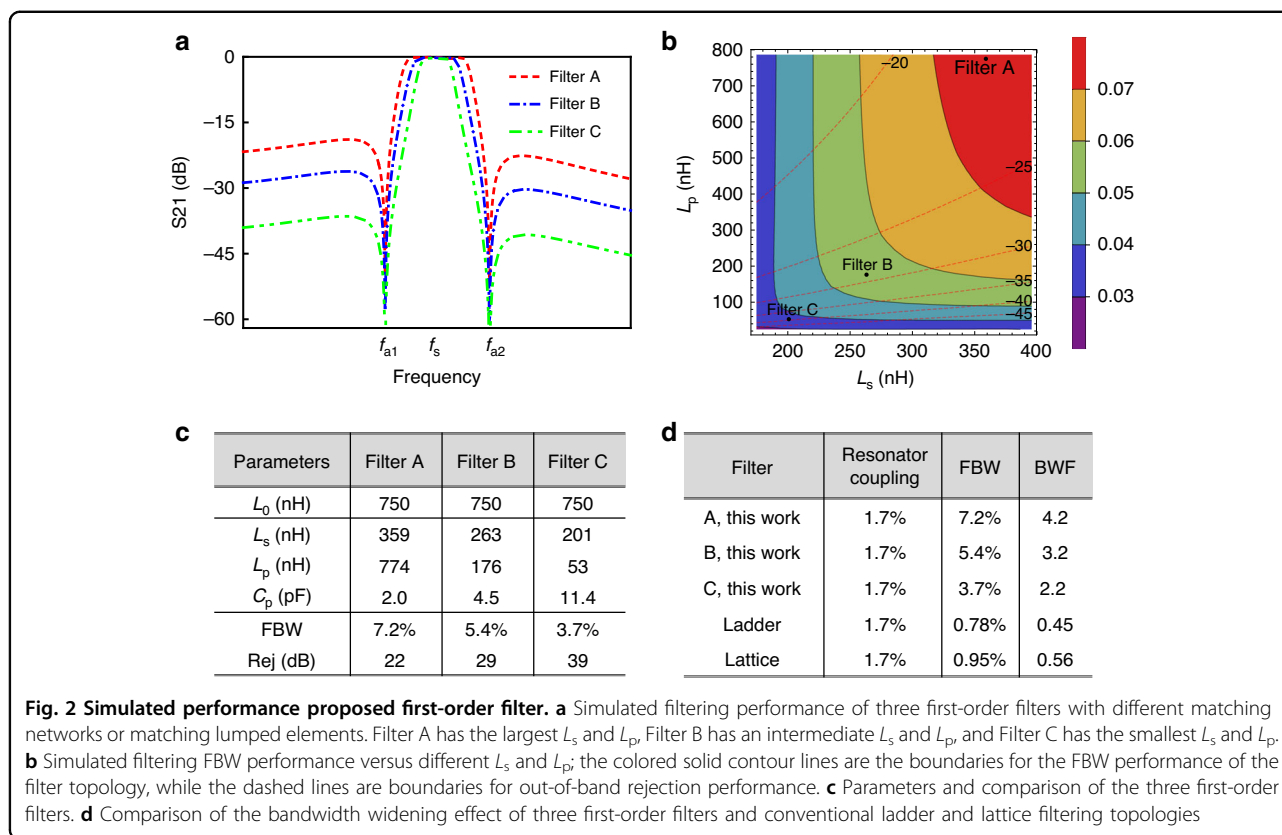 a
0
−15
−30
−45
−60
S21 (dB)
Filter A
Filter B
Filter C
fa1
fs
fa2
Frequency
b
800
700
600
500
400
300
200
100
Lp (nH)
200
250
300
350
400
Ls (nH)
−20
Filter A
−25
−30
Filter B
−35
−40
Filter C
−45
0.07
0.06
0.05
0.04
0.03
c
Parameters Filter A Filter B Filter C
L0 (nH) 750 750 750
Ls (nH) 359 263 201
Lp (nH) 774 176 53
Cp (pF) 2.0 4.5 11.4
FBW 7.2% 5.4% 3.7%
Rej (dB) 22 29 39
d
Filter Resonator coupling FBW BWF
A, this work 1.7% 7.2% 4.2
B, this work 1.7% 5.4% 3.2
C, this work 1.7% 3.7% 2.2
Ladder 1.7% 0.78% 0.45
Lattice 1.7% 0.95% 0.56
Fig. 2 Simulated performance proposed first-order filter. a Simulated filtering performance of three first-order filters with different matching
networks or matching lumped elements. Filter A has the largest Ls and Lp, Filter B has an intermediate Ls and Lp, and Filter C has the smallest Ls and Lp.
b Simulated filtering FBW performance versus different Ls and Lp; the colored solid contour lines are the boundaries for the FBW performance of the
filter topology, while the dashed lines are boundaries for out-of-band rejection performance. c Parameters and comparison of the three first-order
filters. d Comparison of the bandwidth widening effect of three first-order filters and conventional ladder and lattice filtering topologies